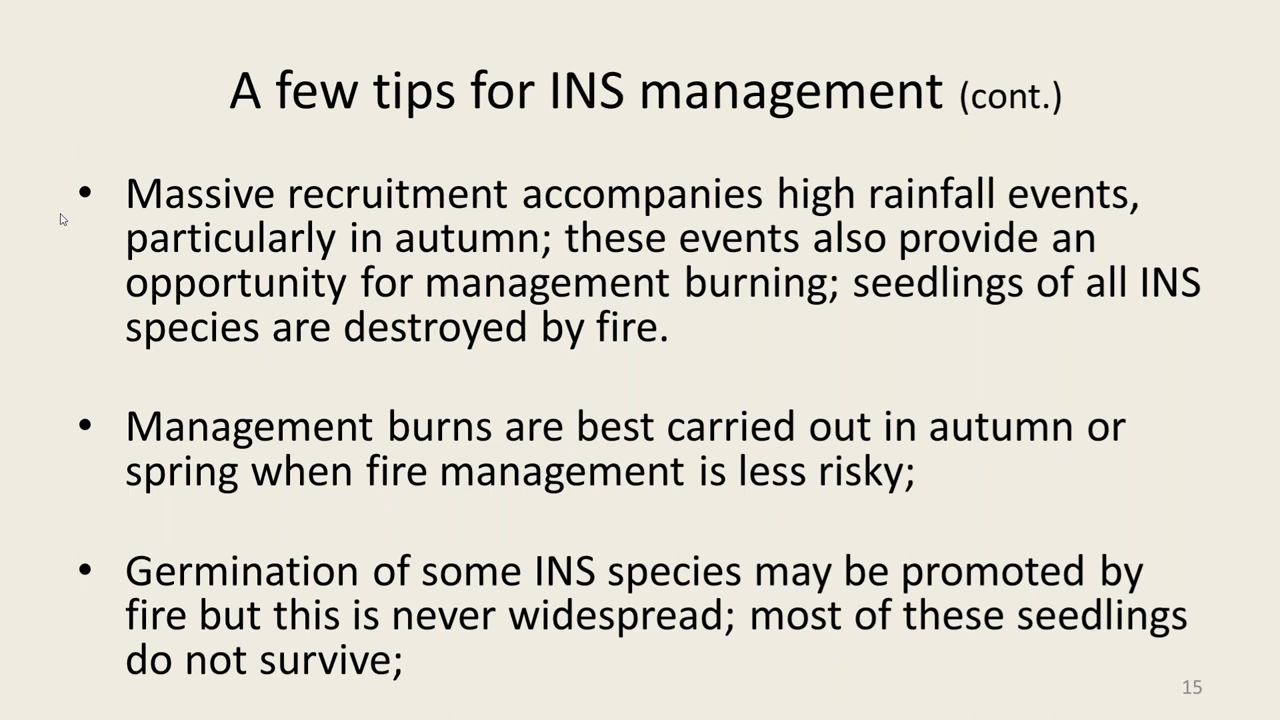 A few tips for INS management (cont.)
• Massive recruitment accompanies high rainfall events,
particularly in autumn; these events also provide an
opportunity for management burning; seedlings of all INS
species are destroyed by fire.
• Management burns are best carried out in autumn or
spring when fire management is less risky;
• Germination of some INS species may be promoted by
fire but this is never widespread; most of these seedlings
do not survive;
15